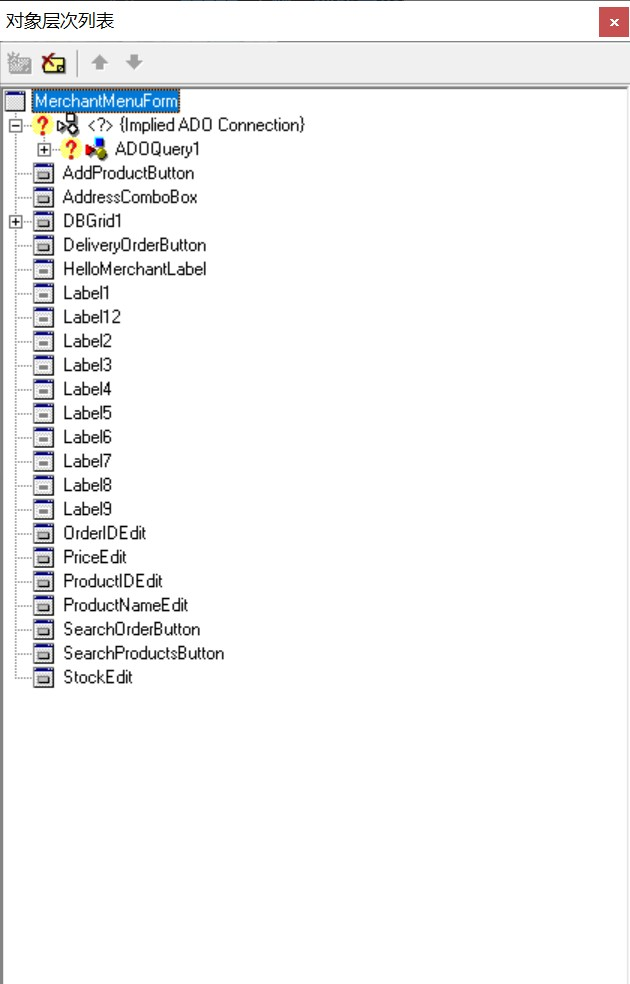 对象层次列表
MerchantMenuForm
<?> {Implied ADO Connection}
ADOQuery1
AddProductButton
AddressComboBox
DBGrid1
DeliveryOrderButton
HelloMerchantLabel
Label1
Label12
Label2
Label3
Label4
Label5
Label6
Label7
Label8
Label9
OrderIDEdit
PriceEdit
ProductIDEdit
ProductNameEdit
SearchOrderButton
SearchProductsButton
StockEdit